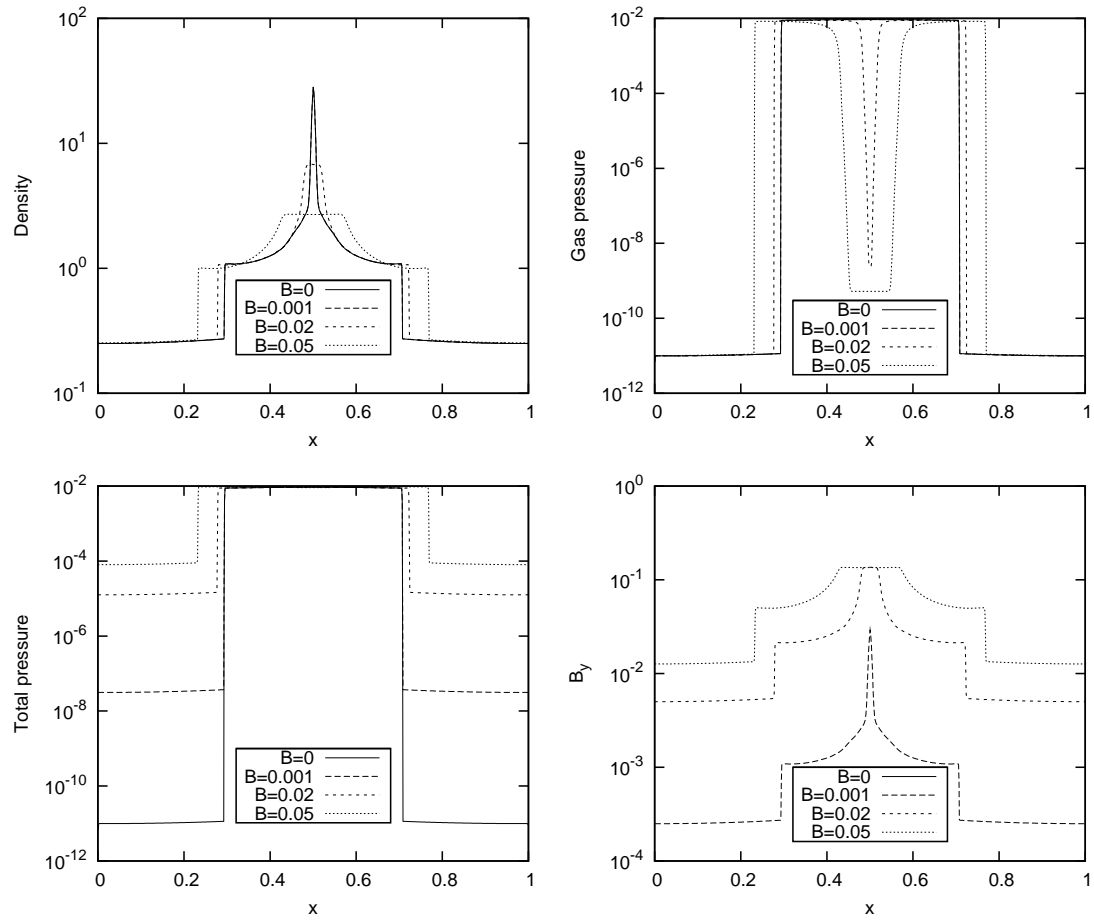 Density
10^2
10^1
10^0
10^-1
B=0
B=0.001
B=0.02
B=0.05
0 0.2 0.4 0.6 0.8 1
x
Gas pressure
10^-2
10^-4
10^-6
10^-8
10^-10
10^-12
B=0
B=0.001
B=0.02
B=0.05
0 0.2 0.4 0.6 0.8 1
x
Total pressure
10^-2
10^-4
10^-6
10^-8
10^-10
10^-12
B=0
B=0.001
B=0.02
B=0.05
0 0.2 0.4 0.6 0.8 1
x
B_y
10^0
10^-1
10^-2
10^-3
10^-4
B=0
B=0.001
B=0.02
B=0.05
0 0.2 0.4 0.6 0.8 1
x